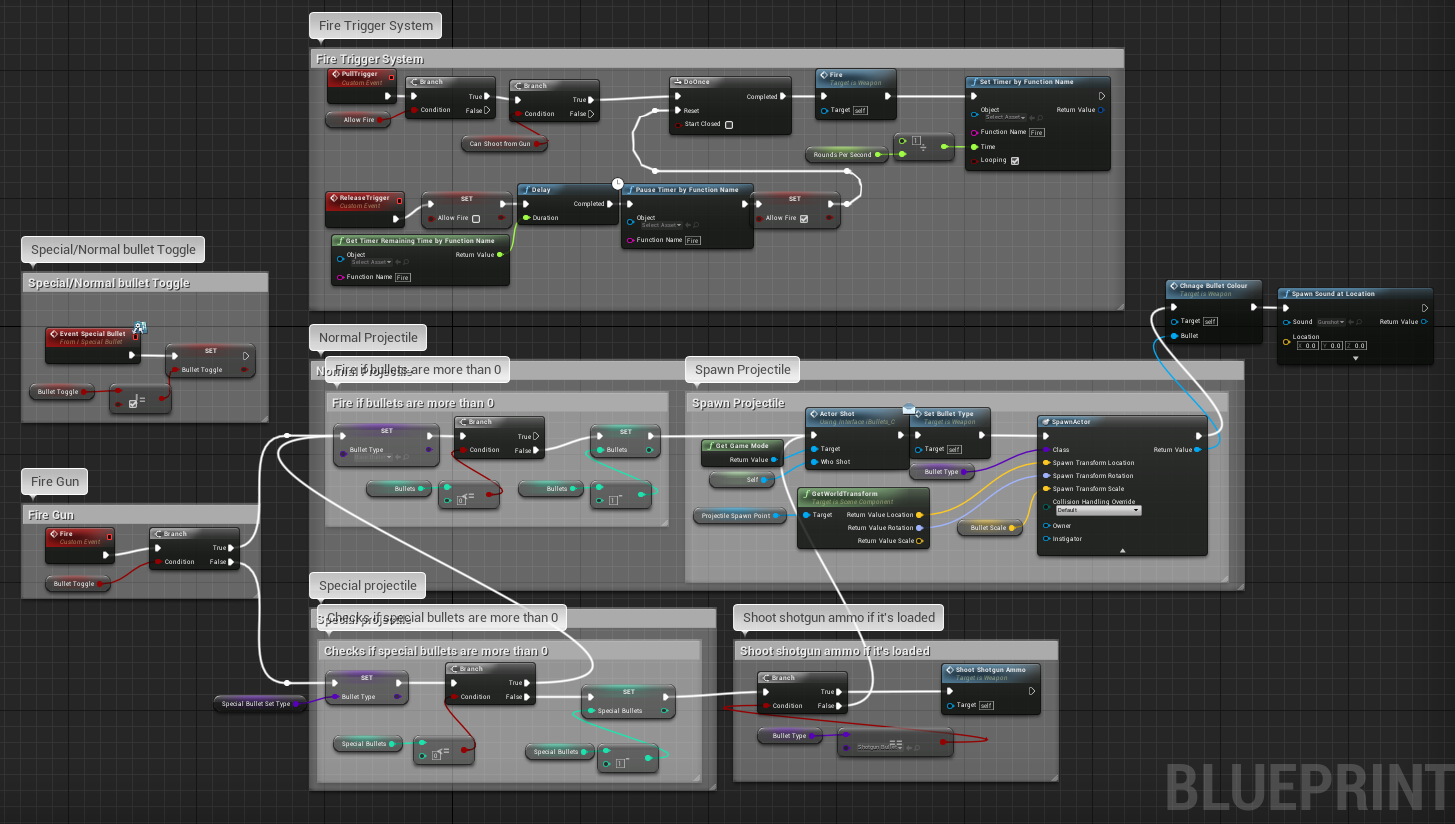 Fire Trigger System
Fire Trigger System
PullTrigger
Custom Event
Branch
True
Condition
False
Allow Fire
Branch
True
Condition
False
Can Shoot from Gun
DoOnce
Completed
Reset
Start Closed
Fire
Target is Weapon
Target self
Rounds Per Second
1
÷
Set Timer by Function Name
Object
Return Value
Select Asset
Function Name Fire
Time
Looping
ReleaseTrigger
Custom Event
SET
Allow Fire
Delay
Completed
Duration
Pause Timer by Function Name
Object
Select Asset
Function Name Fire
SET
Allow Fire
Get Timer Remaining Time by Function Name
Object
Return Value
Select Asset
Function Name Fire
Special/Normal bullet Toggle
Special/Normal bullet Toggle
Event Special Bullet
From I Special Bullet
SET
Bullet Toggle
Bullet Toggle
!=
Chnage Bullet Colour
Target is Weapon
Target self
Bullet
Spawn Sound at Location
Sound Gunshot
Return Value
Location
X 0.0 Y 0.0 Z 0.0
Normal Projectile
Fire if bullets are more than 0
Fire if bullets are more than 0
SET
Bullet Type
Branch
True
Condition
False
SET
Bullets
Bullets
0 <=
Bullets
1 -
Spawn Projectile
Spawn Projectile
Get Game Mode
Return Value
Self
Actor Shot
Using Interface IBullets_C
Target
Who Shot
Set Bullet Type
Target is Weapon
Target self
Bullet Type
Projectile Spawn Point
GetWorldTransform
Target is Scene Component
Target
Return Value Location
Return Value Rotation
Return Value Scale
Bullet Scale
SpawnActor
Class
Return Value
Spawn Transform Location
Spawn Transform Rotation
Spawn Transform Scale
Collision Handling Override
Default
Owner
Instigator
Fire Gun
Fire Gun
Fire
Custom Event
Bullet Toggle
Branch
True
Condition
False
Special projectile
Checks if special bullets are more than 0
Checks if special bullets are more than 0
Special Bullet Set Type
SET
Bullet Type
Branch
True
Condition
False
SET
Special Bullets
Special Bullets
0 <=
Special Bullets
1 -
Shoot shotgun ammo if it's loaded
Shoot shotgun ammo if it's loaded
Branch
True
Condition
False
Bullet Type
==
Shoot Shotgun Ammo
Target is Weapon
Target self
BLUEPRINT